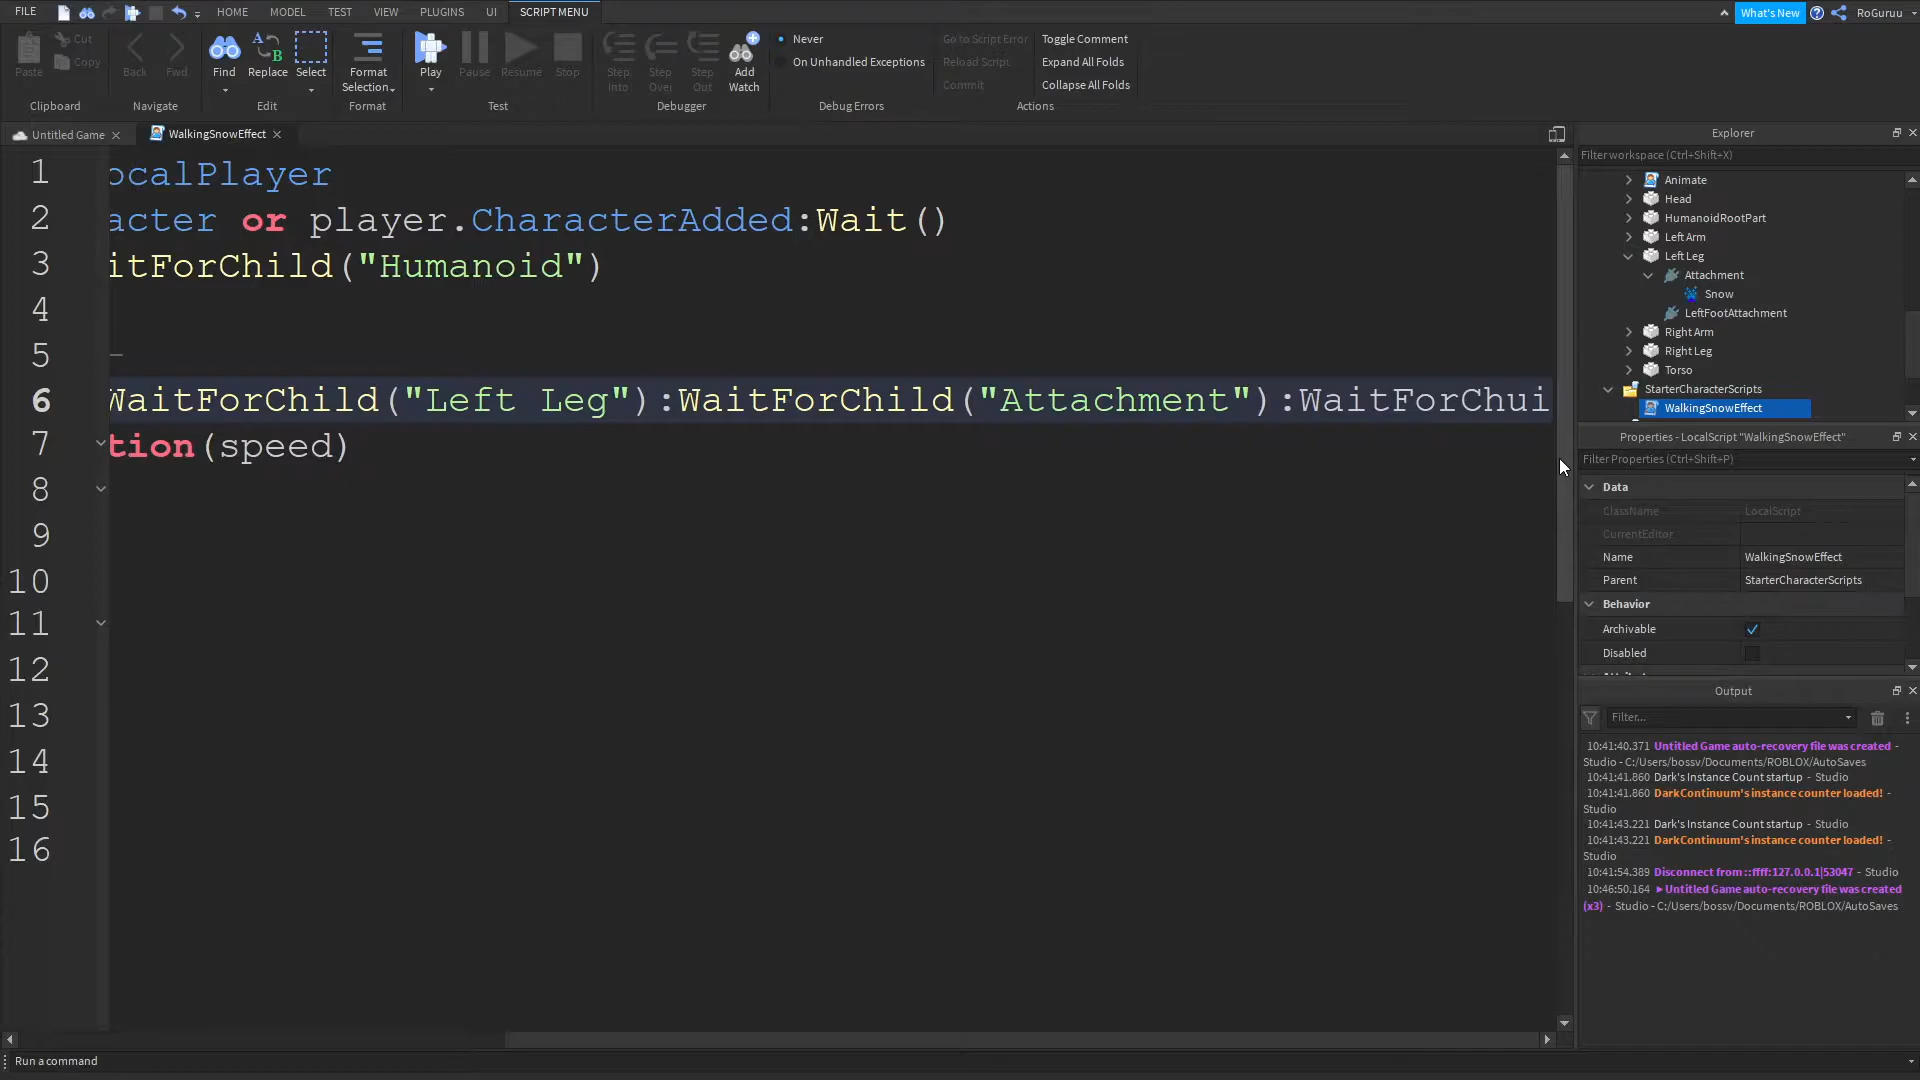 FILE HOME MODEL TEST VIEW PLUGINS UI SCRIPT MENU What's New RoGuruu
Paste Cut Copy Clipboard
Back Fwd Navigate
Find Replace Select Edit
Format Selection Format
Play Pause Resume Stop Test
Step Into Step Over Step Out Add Watch Debugger
Never
On Unhandled Exceptions
Debug Errors
Go to Script Error
Reload Script
Commit
Toggle Comment
Expand All Folds
Collapse All Folds
Actions
Untitled Game WalkingSnowEffect
1 ocalPlayer
2 acter or player.CharacterAdded:Wait()
3 itForChild("Humanoid")
4
5
6 WaitForChild("Left Leg"):WaitForChild("Attachment"):WaitForChui
7 tion(speed)
8
9
10
11
12
13
14
15
16
Explorer
Filter workspace (Ctrl+Shift+X)
Animate
Head
HumanoidRootPart
Left Arm
Left Leg
Attachment
Snow
LeftFootAttachment
Right Arm
Right Leg
Torso
StarterCharacterScripts
WalkingSnowEffect
Properties - LocalScript "WalkingSnowEffect"
Filter Properties (Ctrl+Shift+P)
Data
ClassName LocalScript
CurrentEditor
Name WalkingSnowEffect
Parent StarterCharacterScripts
Behavior
Archivable
Disabled
Output
Filter...
10:41:40.371 Untitled Game auto-recovery file was created -
Studio - C:/Users/bossv/Documents/ROBLOX/AutoSaves
10:41:41.860 Dark's Instance Count startup - Studio
10:41:41.860 DarkContinuum's instance counter loaded! -
Studio
10:41:43.221 Dark's Instance Count startup - Studio
10:41:43.221 DarkContinuum's instance counter loaded! -
Studio
10:41:54.389 Disconnect from ::ffff:127.0.0.1|53047 - Studio
10:46:50.164 ▸Untitled Game auto-recovery file was created
(x3) - Studio - C:/Users/bossv/Documents/ROBLOX/AutoSaves
Run a command